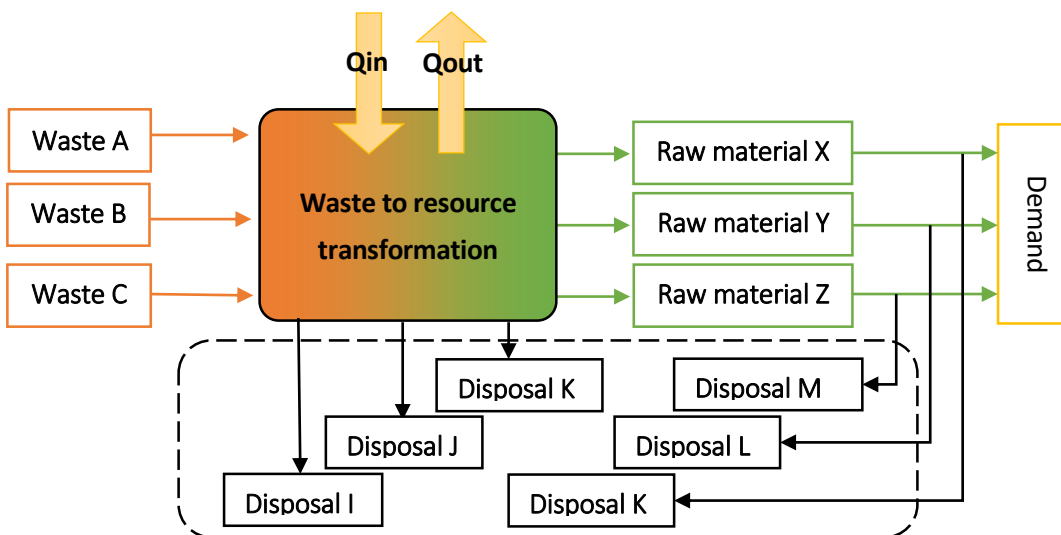 Qin
Qout
Waste A
Waste B
Waste C
Waste to resource
transformation
Raw material X
Raw material Y
Raw material Z
Demand
Disposal K
Disposal M
Disposal J
Disposal L
Disposal I
Disposal K